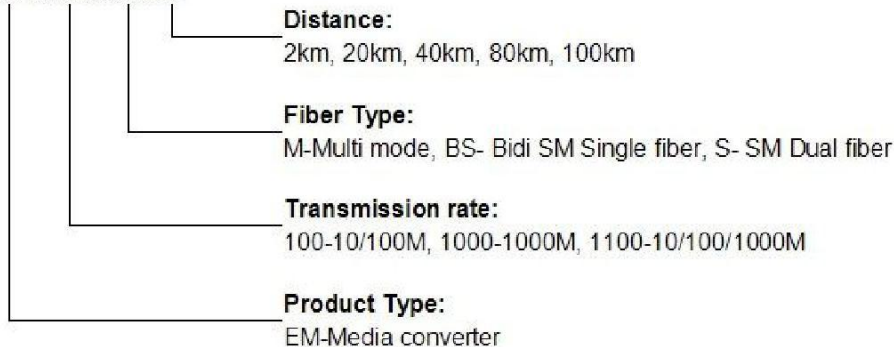 Distance:
2km, 20km, 40km, 80km, 100km
Fiber Type:
M-Multi mode, BS- Bidi SM Single fiber, S- SM Dual fiber
Transmission rate:
100-10/100M, 1000-1000M, 1100-10/100/1000M
Product Type:
EM-Media converter